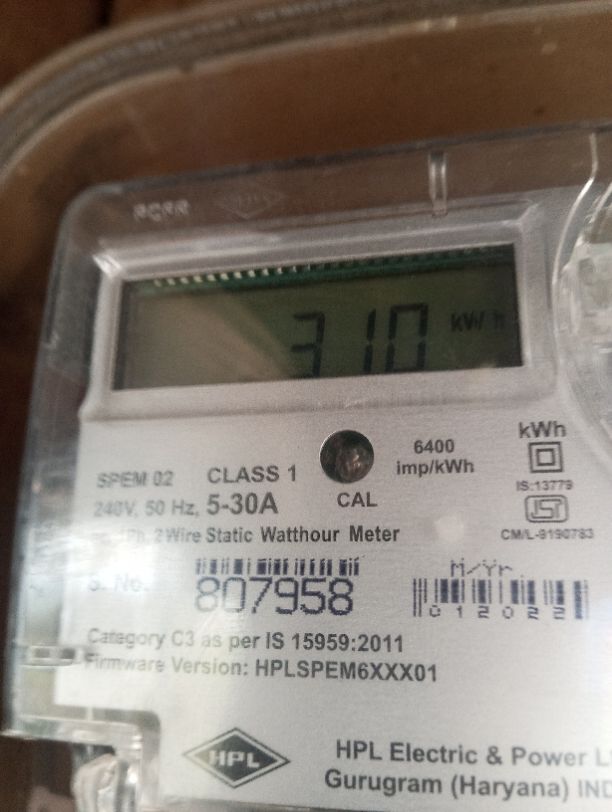 310 kWh
SPEM 02 CLASS 1
240V, 50 Hz, 5-30A
CAL
6400
imp/kWh
kWh
IS:13779
CM/L-9190783
1Ph. 2 Wire Static Watthour Meter
S. No.
807958
M/Yr.
012022
Category C3 as per IS 15959:2011
Firmware Version: HPLSPEM6XXX01
HPL
HPL Electric & Power
Gurugram (Haryana)